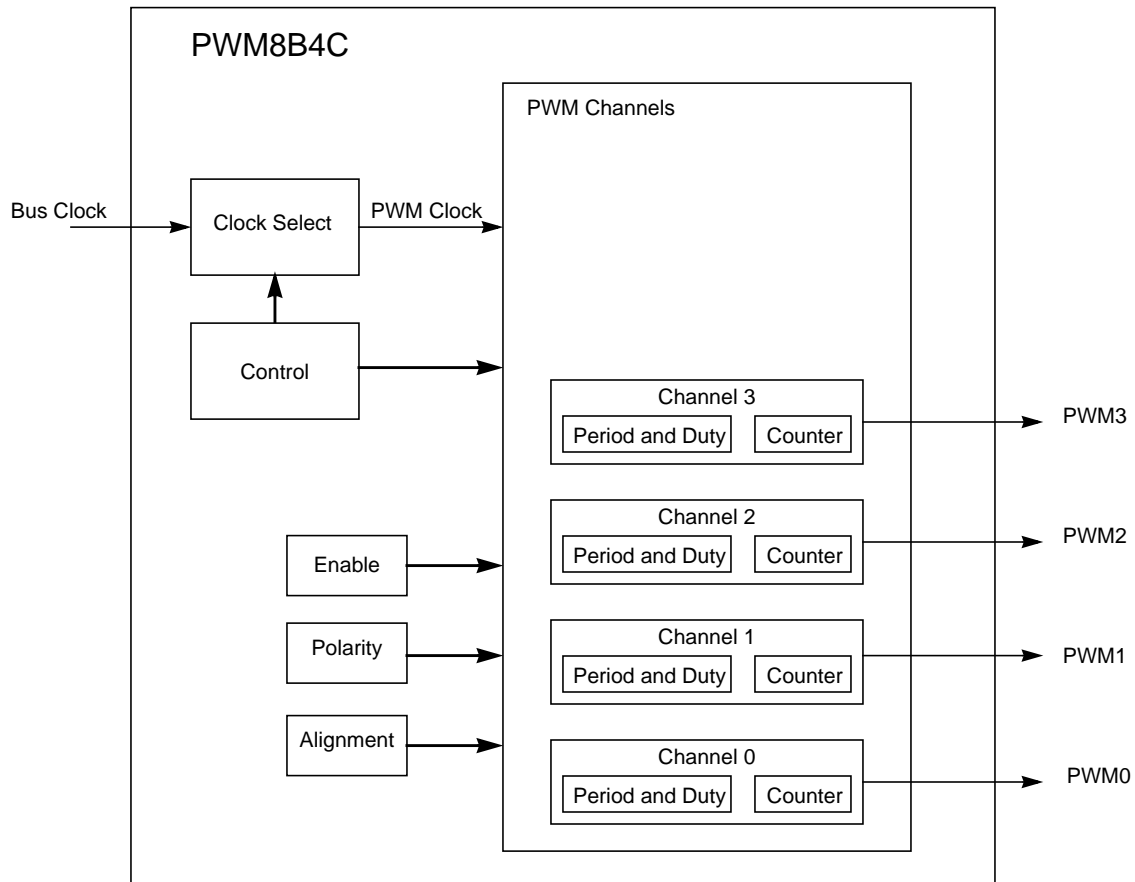 PWM8B4C
PWM Channels
Bus Clock
Clock Select
PWM Clock
Control
Channel 3
Period and Duty
Counter
PWM3
Channel 2
Period and Duty
Counter
PWM2
Enable
Channel 1
Period and Duty
Counter
PWM1
Polarity
Alignment
Channel 0
Period and Duty
Counter
PWM0